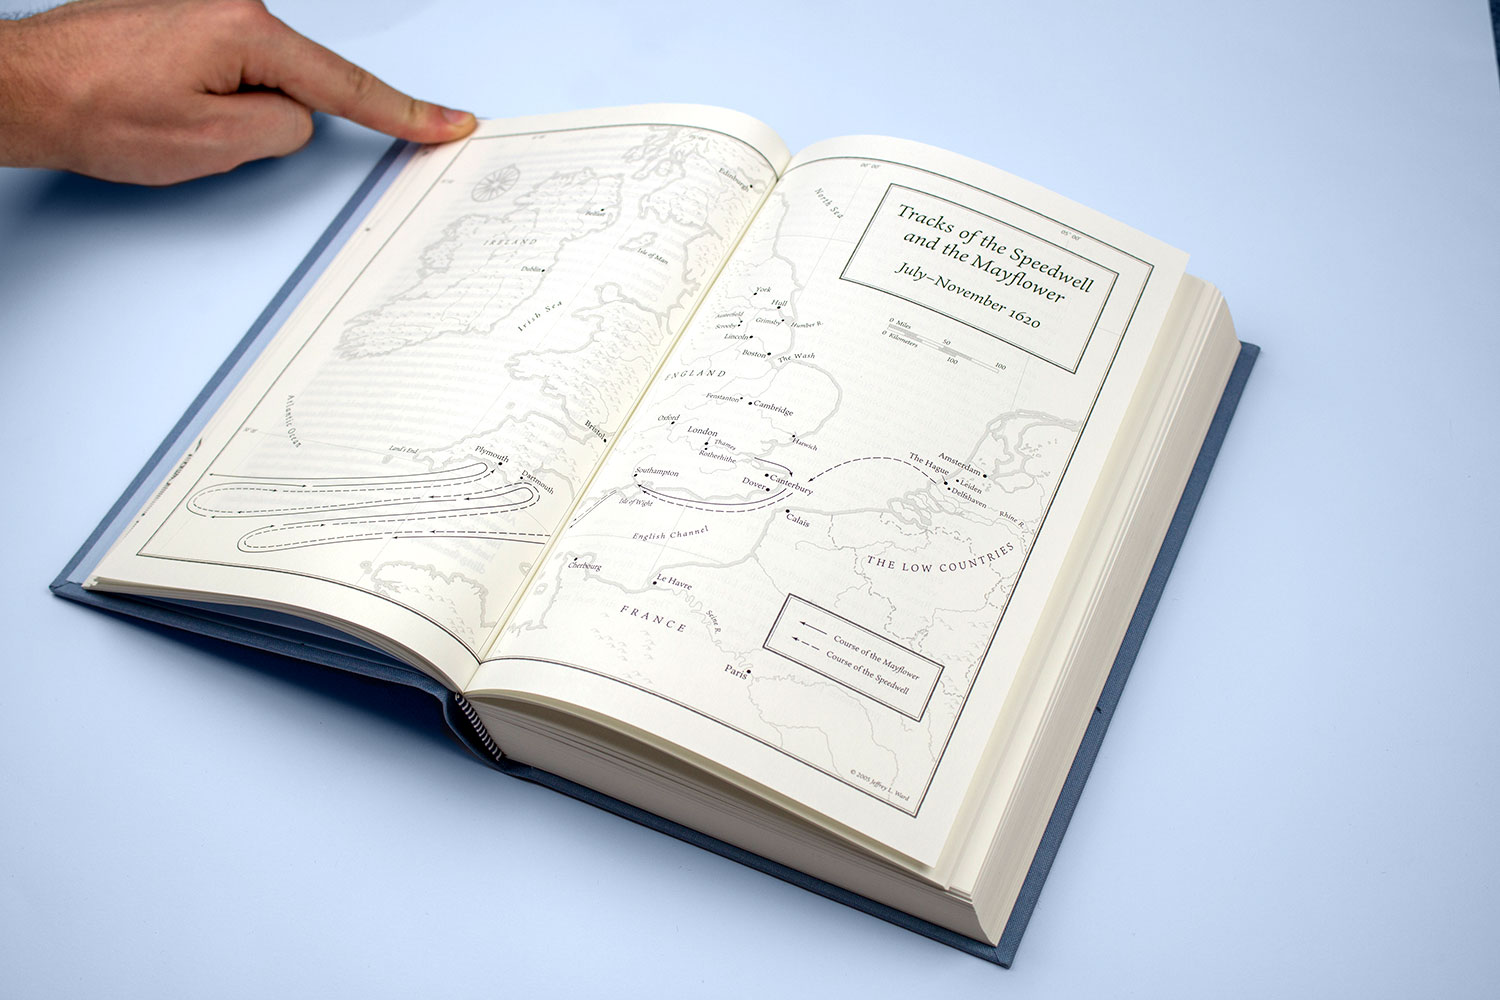 Edinburgh
Belfast
IRELAND
Dublin
Isle of Man
Irish Sea
Atlantic Ocean
Land's End
Plymouth
Dartmouth
Bristol
00° 00'
05° 00'
North Sea
Tracks of the Speedwell
and the Mayflower
July–November 1620
0 Miles 50 100
0 Kilometers 100
York
Hull
Grimsby
Humber R.
Scrooby
Lincoln
Boston
The Wash
ENGLAND
Fenstanton
Cambridge
Oxford
London
Thames
Rotherhithe
Harwich
Southampton
Canterbury
Dover
Isle of Wight
English Channel
Calais
Amsterdam
The Hague
Leiden
Delfshaven
Rhine R.
THE LOW COUNTRIES
Cherbourg
Le Havre
Seine R.
FRANCE
Paris
Course of the Mayflower
Course of the Speedwell
© 2005 Jeffrey L. Ward